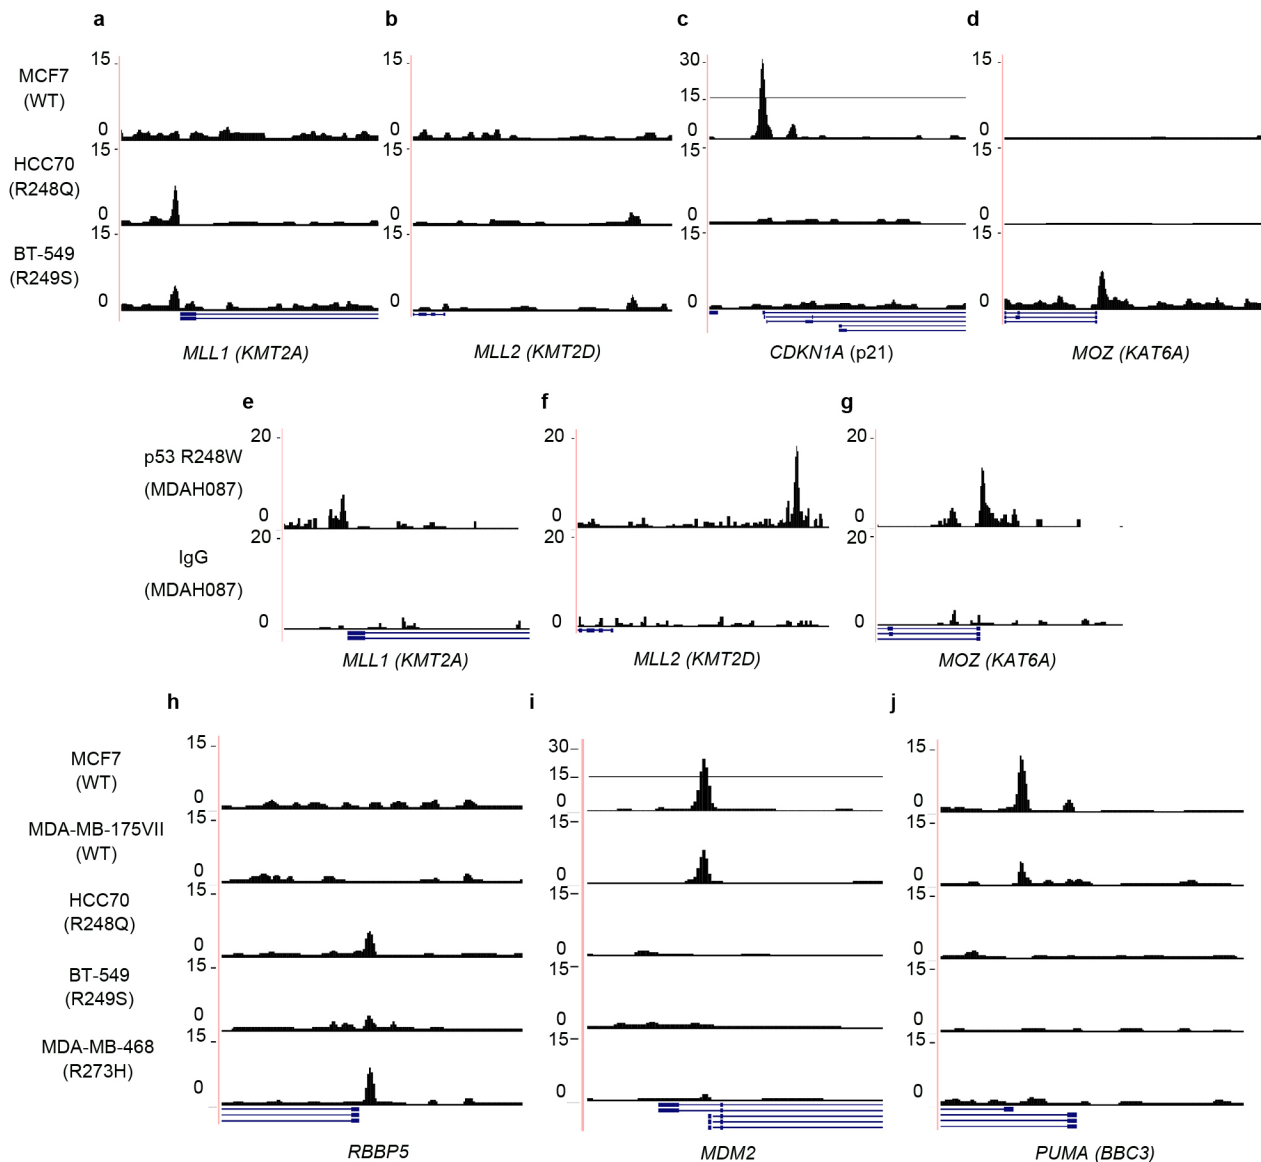 a b c d
MCF7
(WT)
15
0
15
0
30
15
0
15
0
HCC70
(R248Q)
15
0
15
0
15
0
15
0
BT-549
(R249S)
15
0
15
0
15
0
15
0
MLL1 (KMT2A) MLL2 (KMT2D) CDKN1A (p21) MOZ (KAT6A)
e f g
p53 R248W
(MDAH087)
20
0
20
0
20
0
IgG
(MDAH087)
20
0
20
0
20
0
MLL1 (KMT2A) MLL2 (KMT2D) MOZ (KAT6A)
h i j
MCF7
(WT)
15
0
30
15
0
15
0
MDA-MB-175VII
(WT)
15
0
15
0
15
0
HCC70
(R248Q)
15
0
15
0
15
0
BT-549
(R249S)
15
0
15
0
15
0
MDA-MB-468
(R273H)
15
0
15
0
15
0
RBBP5 MDM2 PUMA (BBC3)